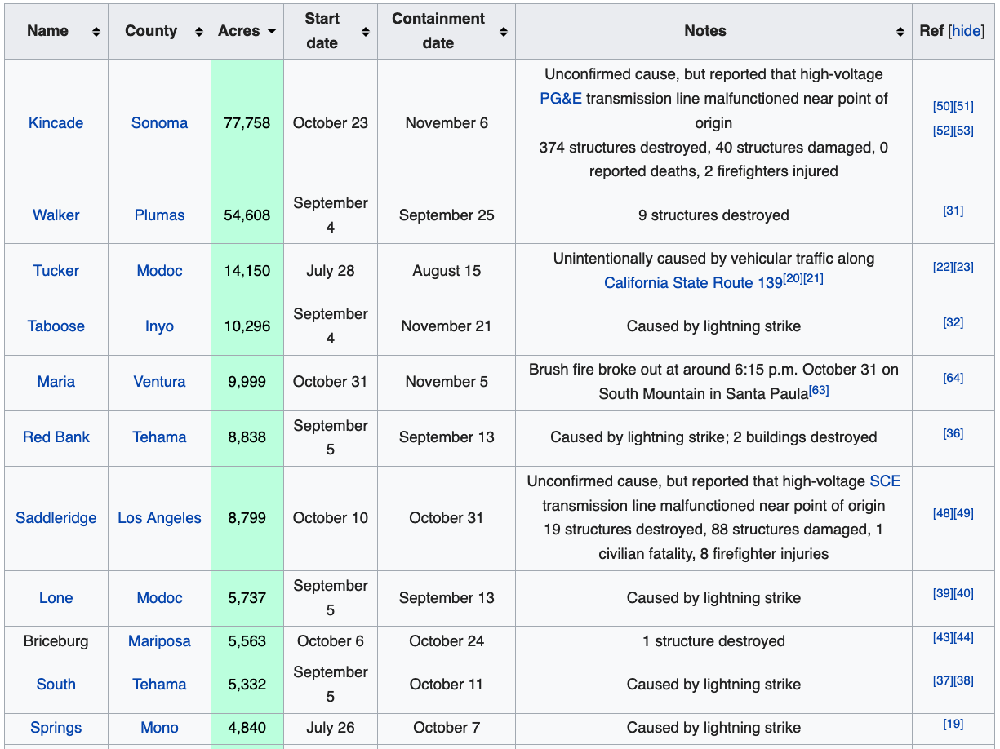 Name County Acres Start date Containment date Notes Ref [hide]
Kincade Sonoma 77,758 October 23 November 6 Unconfirmed cause, but reported that high-voltage
PG&E transmission line malfunctioned near point of
origin
374 structures destroyed, 40 structures damaged, 0
reported deaths, 2 firefighters injured
[50][51]
[52][53]
Walker Plumas 54,608 September
4 September 25 9 structures destroyed [31]
Tucker Modoc 14,150 July 28 August 15 Unintentionally caused by vehicular traffic along
California State Route 139[20][21] [22][23]
Taboose Inyo 10,296 September
4 November 21 Caused by lightning strike [32]
Maria Ventura 9,999 October 31 November 5 Brush fire broke out at around 6:15 p.m. October 31 on
South Mountain in Santa Paula[63] [64]
Red Bank Tehama 8,838 September
5 September 13 Caused by lightning strike; 2 buildings destroyed [36]
Saddleridge Los Angeles 8,799 October 10 October 31 Unconfirmed cause, but reported that high-voltage SCE
transmission line malfunctioned near point of origin
19 structures destroyed, 88 structures damaged, 1
civilian fatality, 8 firefighter injuries
[48][49]
Lone Modoc 5,737 September
5 September 13 Caused by lightning strike [39][40]
Briceburg Mariposa 5,563 October 6 October 24 1 structure destroyed [43][44]
South Tehama 5,332 September
5 October 11 Caused by lightning strike [37][38]
Springs Mono 4,840 July 26 October 7 Caused by lightning strike [19]